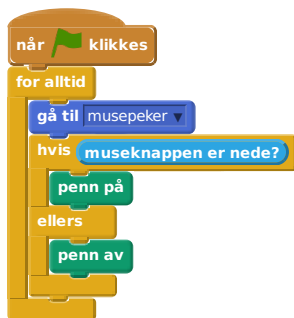 når klikkes
for alltid
gå til musepeker
hvis museknappen er nede?
penn på
ellers
penn av